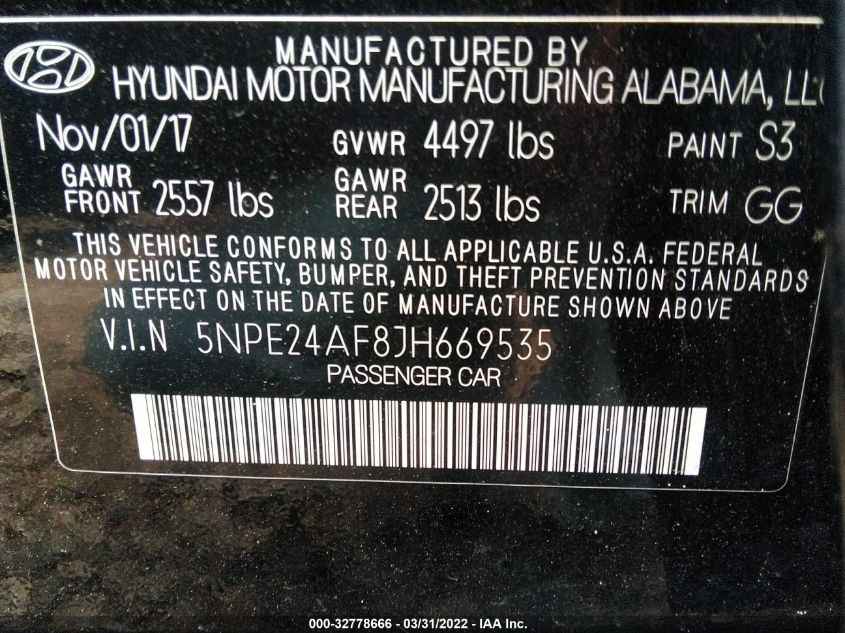 MANUFACTURED BY
HYUNDAI MOTOR MANUFACTURING ALABAMA, LLC
Nov/01/17 GVWR 4497 lbs PAINT S3
GAWR FRONT 2557 lbs GAWR REAR 2513 lbs TRIM GG
THIS VEHICLE CONFORMS TO ALL APPLICABLE U.S.A. FEDERAL
MOTOR VEHICLE SAFETY, BUMPER, AND THEFT PREVENTION STANDARDS
IN EFFECT ON THE DATE OF MANUFACTURE SHOWN ABOVE
V.I.N 5NPE24AF8JH669535
PASSENGER CAR
000-32778666 - 03/31/2022 - IAA Inc.